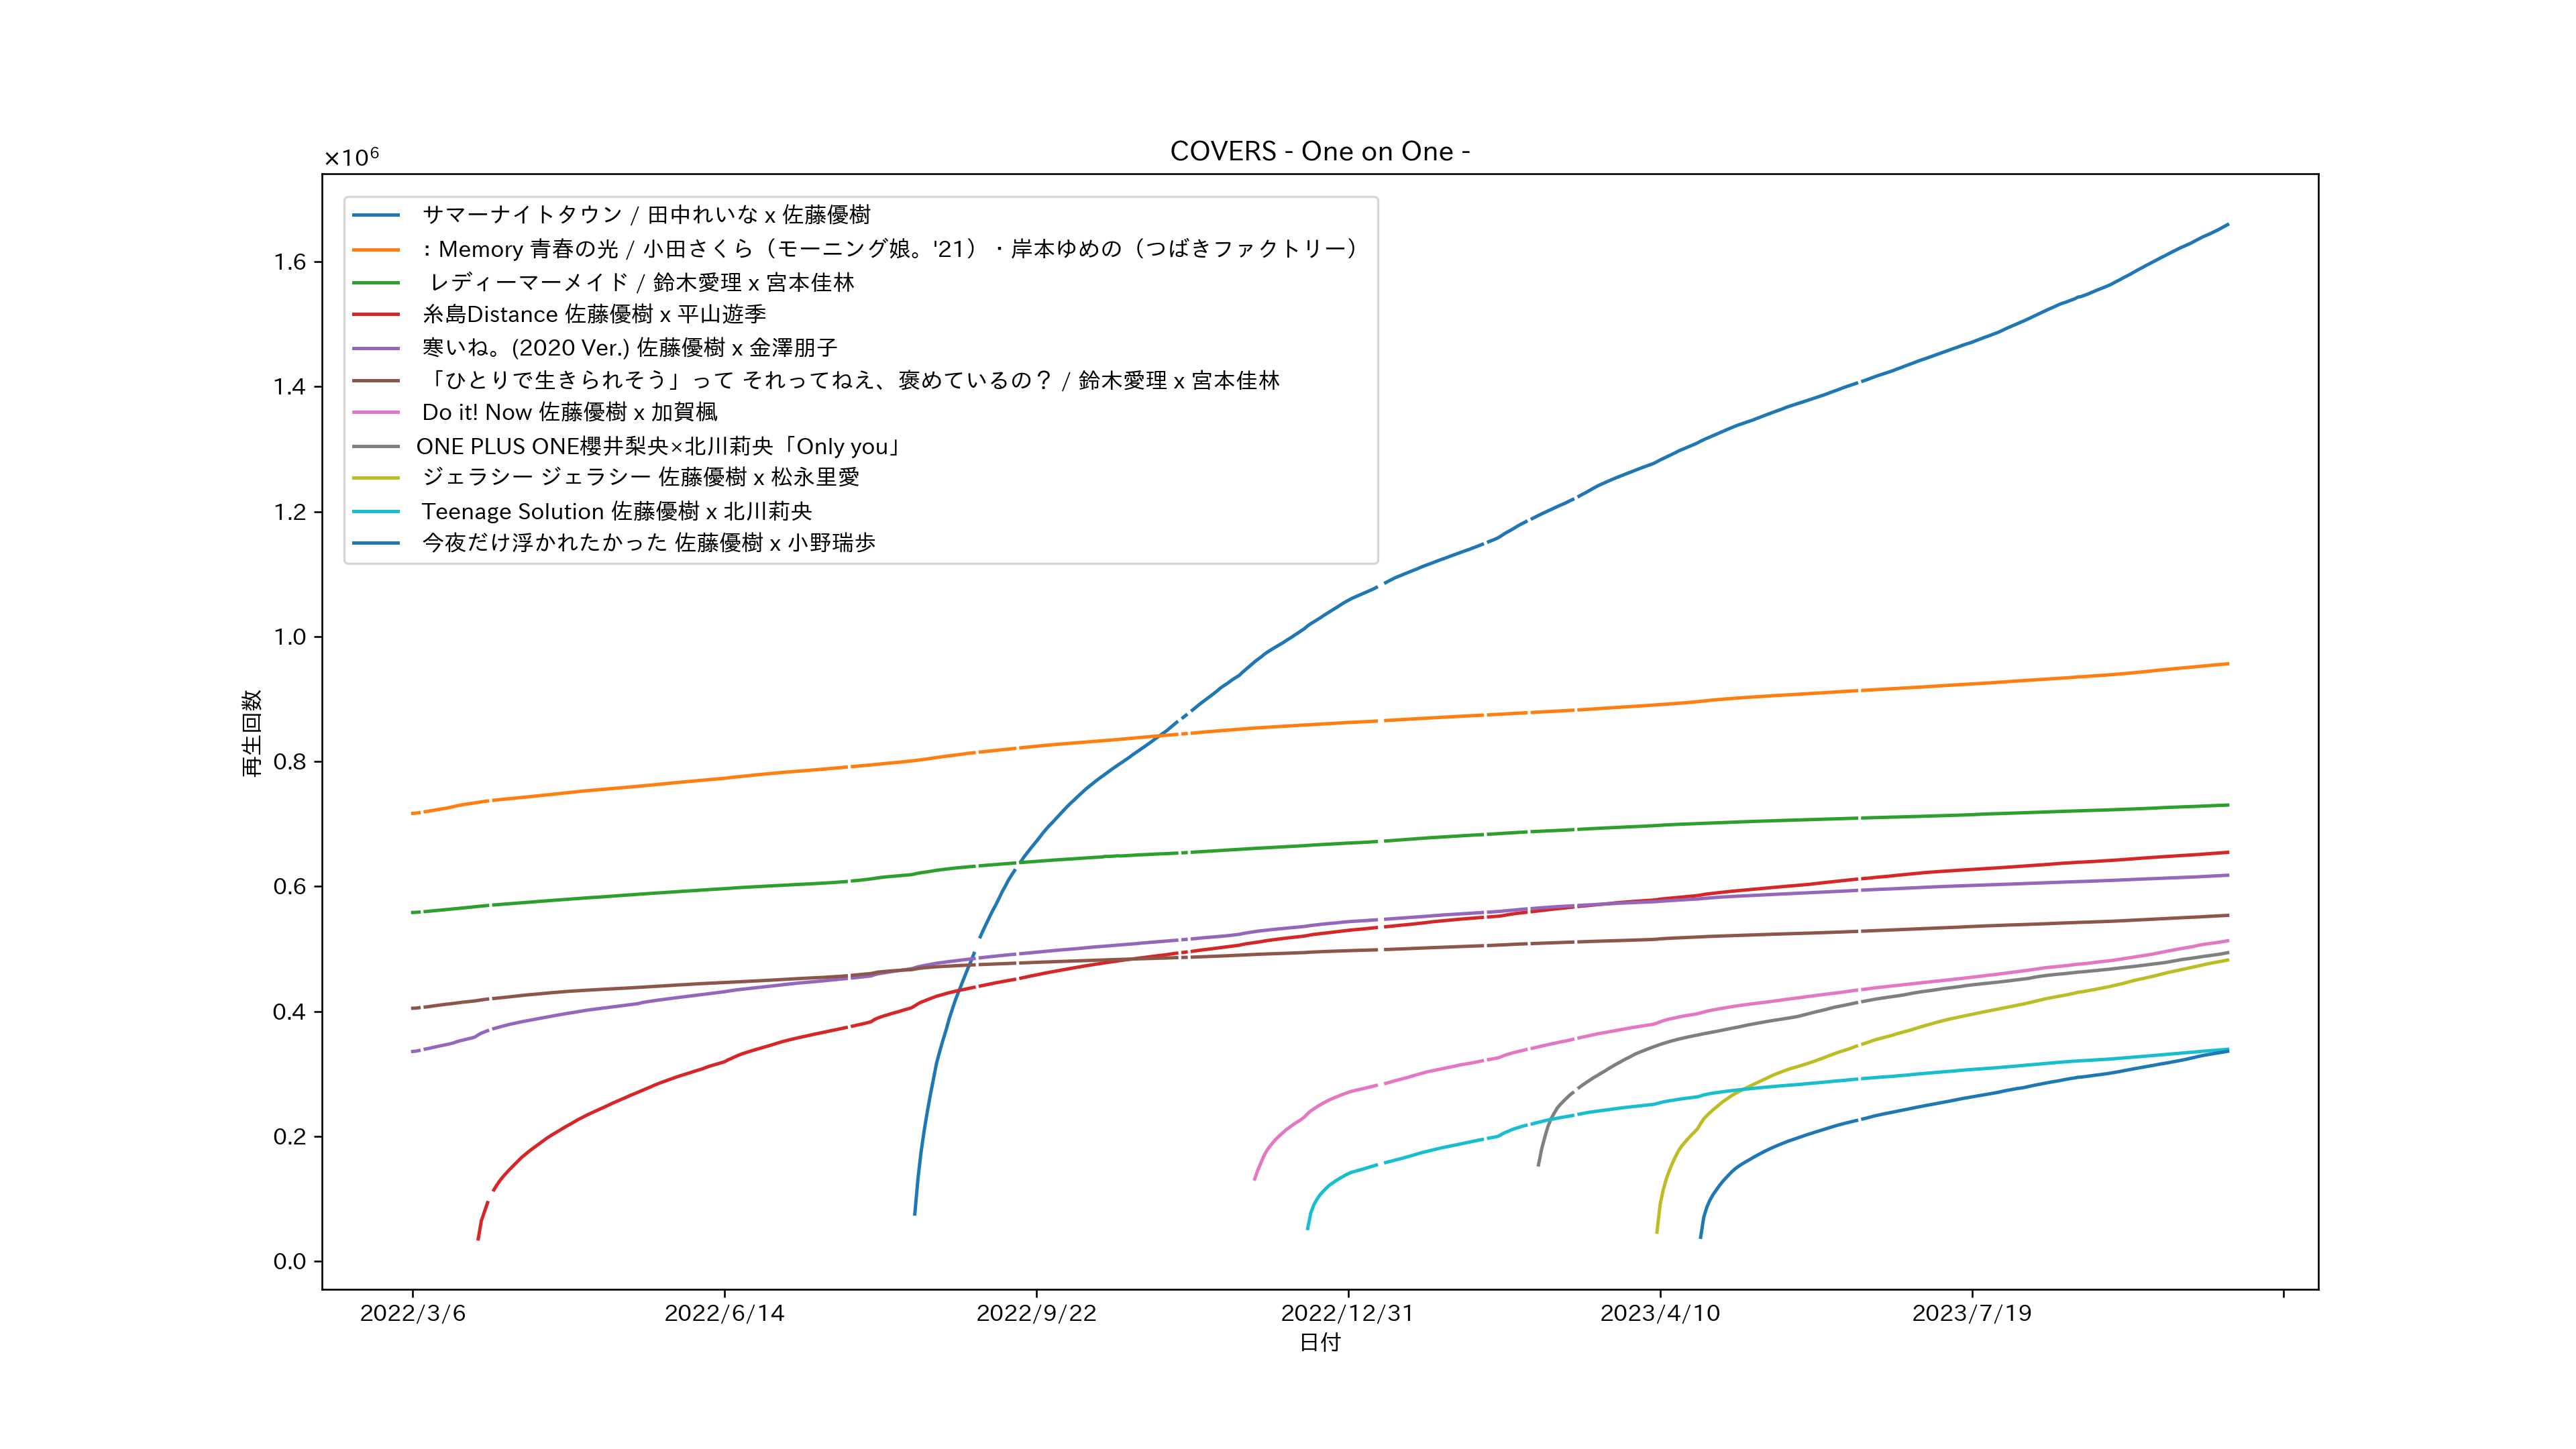 COVERS - One on One -
×10⁶
サマーナイトタウン / 田中れいな x 佐藤優樹
: Memory 青春の光 / 小田さくら（モーニング娘。'21）・岸本ゆめの（つばきファクトリー）
レディーマーメイド / 鈴木愛理 x 宮本佳林
糸島Distance 佐藤優樹 x 平山遊季
寒いね。(2020 Ver.) 佐藤優樹 x 金澤朋子
「ひとりで生きられそう」って それってねえ、褒めているの？ / 鈴木愛理 x 宮本佳林
Do it! Now 佐藤優樹 x 加賀楓
ONE PLUS ONE櫻井梨央×北川莉央「Only you」
ジェラシー ジェラシー 佐藤優樹 x 松永里愛
Teenage Solution 佐藤優樹 x 北川莉央
今夜だけ浮かれたかった 佐藤優樹 x 小野瑞歩
1.6
1.4
1.2
1.0
0.8
0.6
0.4
0.2
0.0
再生回数
2022/3/6
2022/6/14
2022/9/22
2022/12/31
2023/4/10
2023/7/19
日付